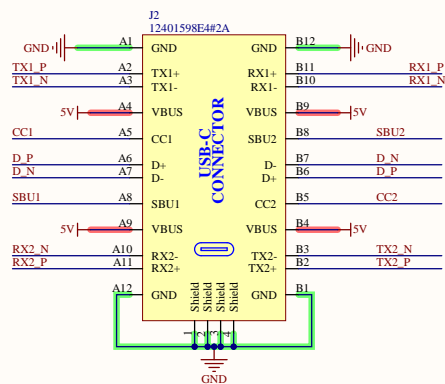 J2
12401598E4#2A
GND A1 GND GND B12 GND
TX1_P A2 TX1+ RX1+ B11 RX1_P
TX1_N A3 TX1- RX1- B10 RX1_N
5V A4 VBUS VBUS B9 5V
CC1 A5 CC1 SBU2 B8 SBU2
D_P A6 D+ D- B7 D_N
D_N A7 D- D+ B6 D_P
SBU1 A8 SBU1 CC2 B5 CC2
5V A9 VBUS VBUS B4 5V
RX2_N A10 RX2- TX2- B3 TX2_N
RX2_P A11 RX2+ TX2+ B2 TX2_P
A12 GND GND B1
USB-C
CONNECTOR
Shield Shield Shield Shield
1 2 3 4
GND